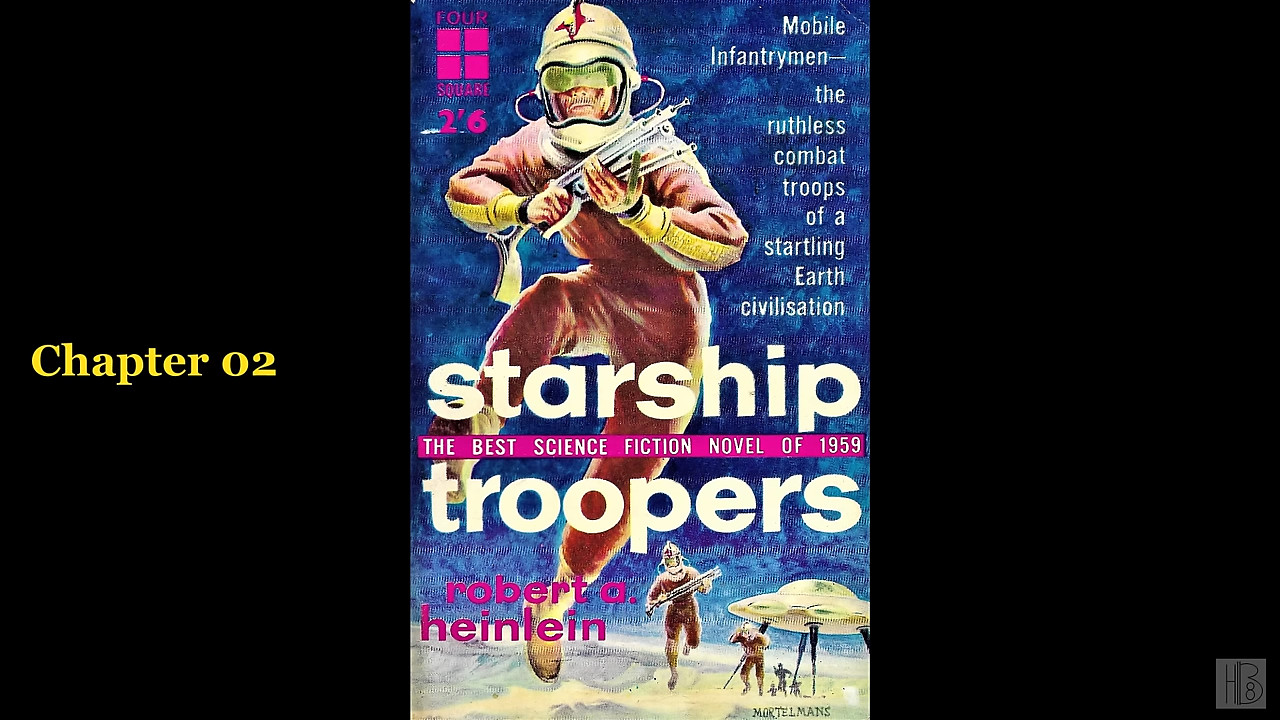 Chapter 02
FOUR
SQUARE
2'6
Mobile
Infantrymen—
the
ruthless
combat
troops
of a
startling
Earth
civilisation
starship
THE BEST SCIENCE FICTION NOVEL OF 1959
troopers
robert a.
heinlein
MORTELMANS